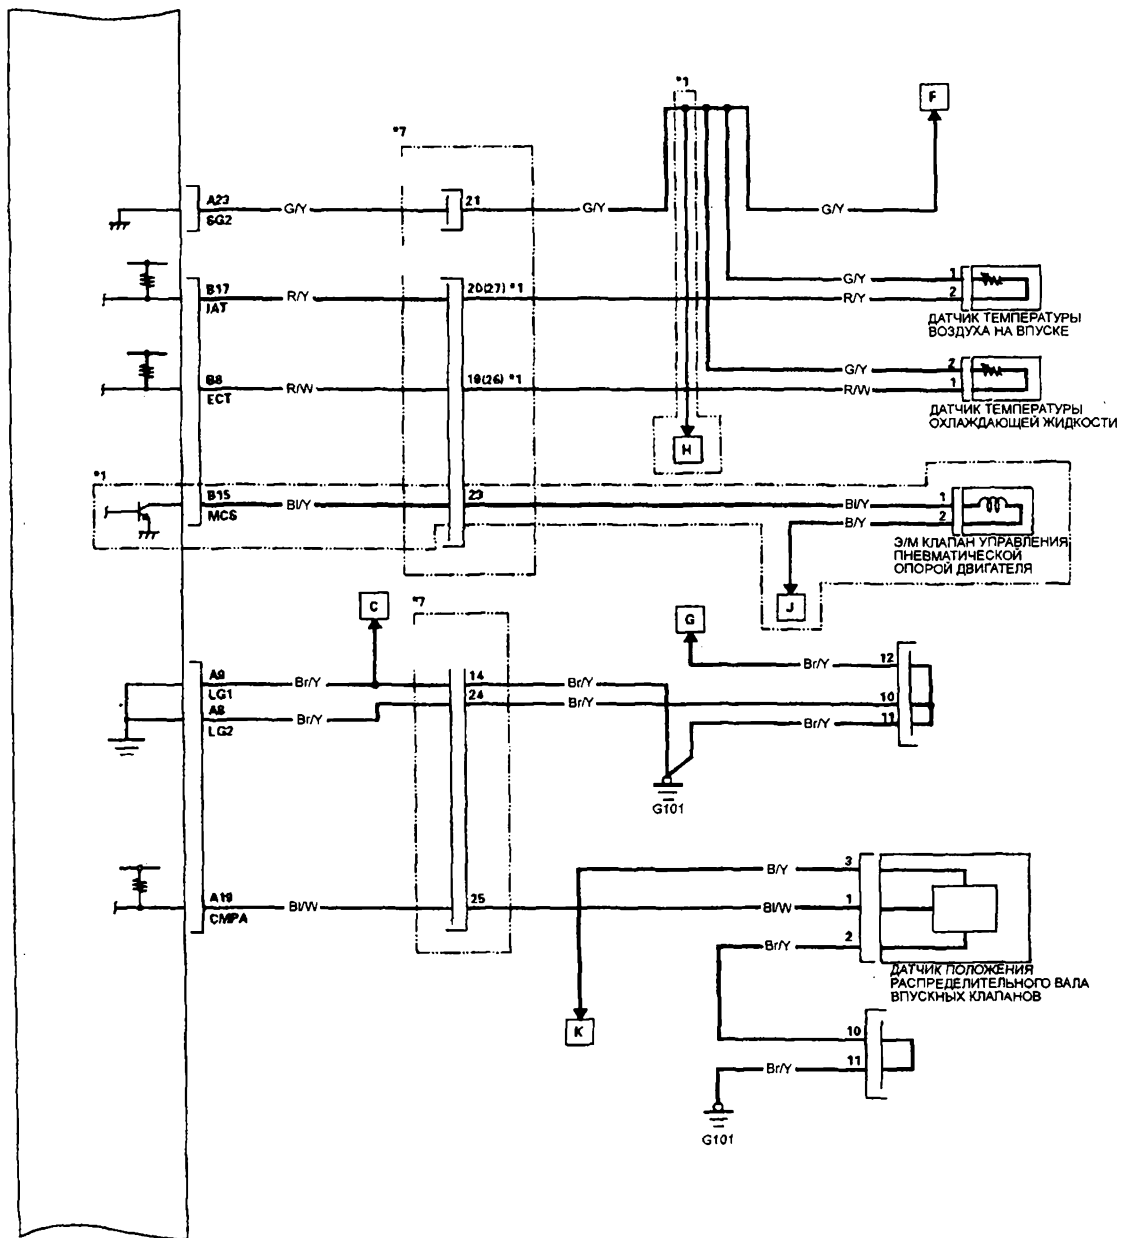 *1
F
*7
A23
SG2
G/Y
21
G/Y
G/Y
B17
IAT
R/Y
20(27) *1
G/Y
1
R/Y
2
ДАТЧИК ТЕМПЕРАТУРЫ
ВОЗДУХА НА ВПУСКЕ
B8
ECT
R/W
19(26) *1
G/Y
2
R/W
1
ДАТЧИК ТЕМПЕРАТУРЫ
ОХЛАЖДАЮЩЕЙ ЖИДКОСТИ
H
*1
B15
MCS
Bl/Y
23
Bl/Y
1
B/Y
2
Э/М КЛАПАН УПРАВЛЕНИЯ
ПНЕВМАТИЧЕСКОЙ
ОПОРОЙ ДВИГАТЕЛЯ
J
C
*7
G
A9
LG1
Br/Y
14
Br/Y
Br/Y
12
A8
LG2
Br/Y
24
Br/Y
10
Br/Y
11
G101
A19
CMPA
Bl/W
25
B/Y
3
Bl/W
1
Br/Y
2
ДАТЧИК ПОЛОЖЕНИЯ
РАСПРЕДЕЛИТЕЛЬНОГО ВАЛА
ВПУСКНЫХ КЛАПАНОВ
K
10
Br/Y
11
G101